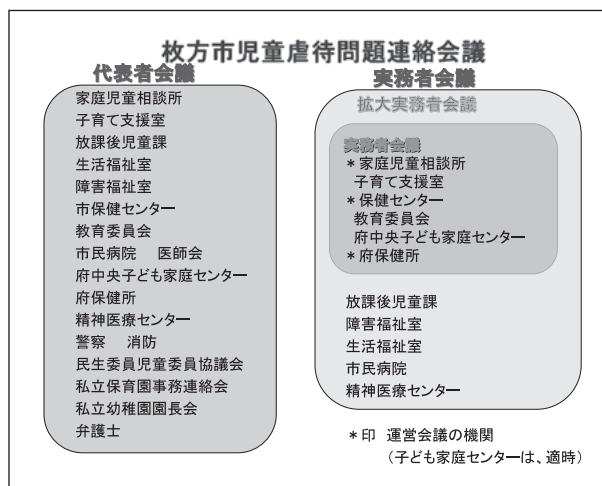 枚方市児童虐待問題連絡会議
代表者会議
家庭児童相談所
子育て支援室
放課後児童課
生活福祉室
障害福祉室
市保健センター
教育委員会
市民病院　医師会
府中央子ども家庭センター
府保健所
精神医療センター
警察　消防
民生委員児童委員協議会
私立保育園事務連絡会
私立幼稚園園長会
弁護士
実務者会議
拡大実務者会議
実務者会議
＊家庭児童相談所
子育て支援室
＊保健センター
教育委員会
府中央子ども家庭センター
＊府保健所
放課後児童課
障害福祉室
生活福祉室
市民病院
精神医療センター
＊印　運営会議の機関
（子ども家庭センターは、適時）